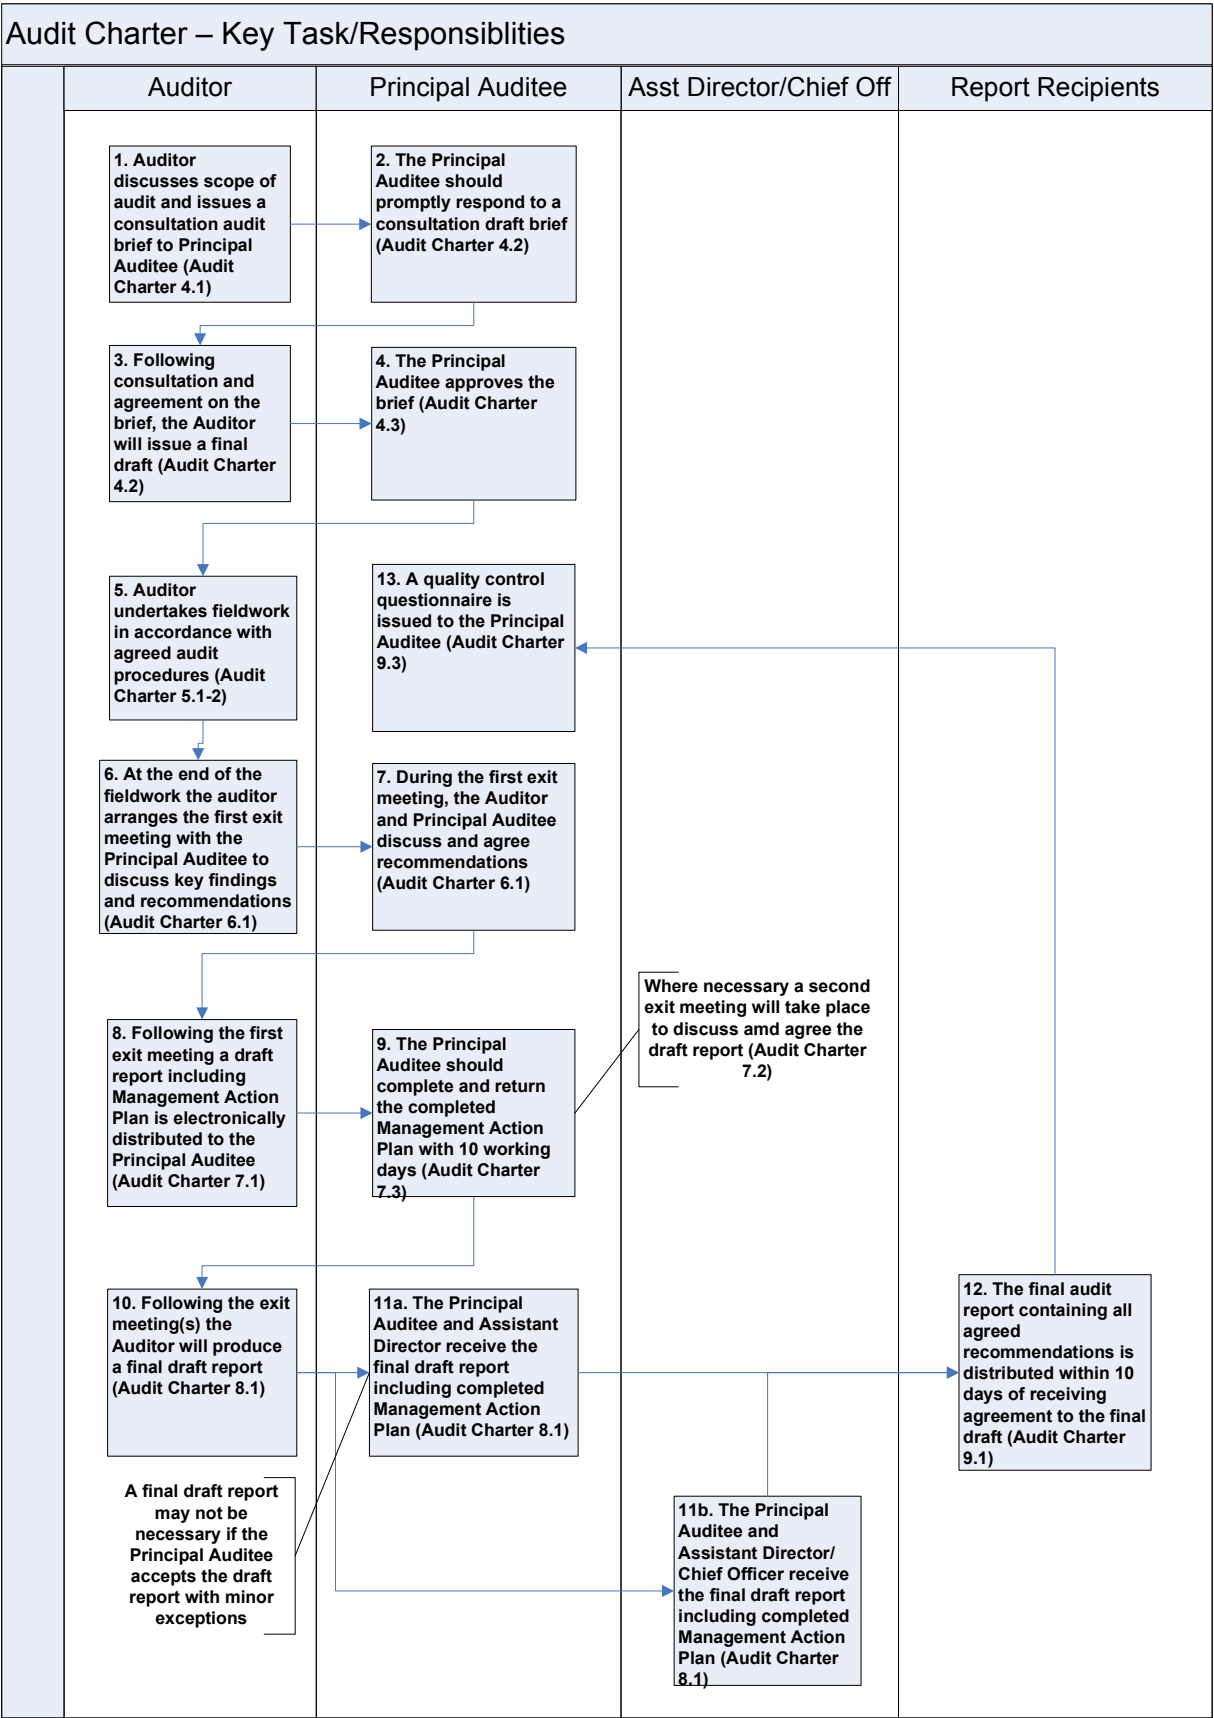 Audit Charter – Key Task/Responsiblities
Auditor
Principal Auditee
Asst Director/Chief Off
Report Recipients
1. Auditor
discusses scope of
audit and issues a
consultation audit
brief to Principal
Auditee (Audit
Charter 4.1)
2. The Principal
Auditee should
promptly respond to a
consultation draft brief
(Audit Charter 4.2)
3. Following
consultation and
agreement on the
brief, the Auditor
will issue a final
draft (Audit Charter
4.2)
4. The Principal
Auditee approves the
brief (Audit Charter
4.3)
5. Auditor
undertakes fieldwork
in accordance with
agreed audit
procedures (Audit
Charter 5.1-2)
13. A quality control
questionnaire is
issued to the Principal
Auditee (Audit Charter
9.3)
6. At the end of the
fieldwork the auditor
arranges the first exit
meeting with the
Principal Auditee to
discuss key findings
and recommendations
(Audit Charter 6.1)
7. During the first exit
meeting, the Auditor
and Principal Auditee
discuss and agree
recommendations
(Audit Charter 6.1)
Where necessary a second
exit meeting will take place
to discuss amd agree the
draft report (Audit Charter
7.2)
8. Following the first
exit meeting a draft
report including
Management Action
Plan is electronically
distributed to the
Principal Auditee
(Audit Charter 7.1)
9. The Principal
Auditee should
complete and return
the completed
Management Action
Plan with 10 working
days (Audit Charter
7.3)
10. Following the exit
meeting(s) the
Auditor will produce
a final draft report
(Audit Charter 8.1)
11a. The Principal
Auditee and Assistant
Director receive the
final draft report
including completed
Management Action
Plan (Audit Charter 8.1)
12. The final audit
report containing all
agreed
recommendations is
distributed within 10
days of receiving
agreement to the final
draft (Audit Charter
9.1)
A final draft report
may not be
necessary if the
Principal Auditee
accepts the draft
report with minor
exceptions
11b. The Principal
Auditee and
Assistant Director/
Chief Officer receive
the final draft report
including completed
Management Action
Plan (Audit Charter
8.1)